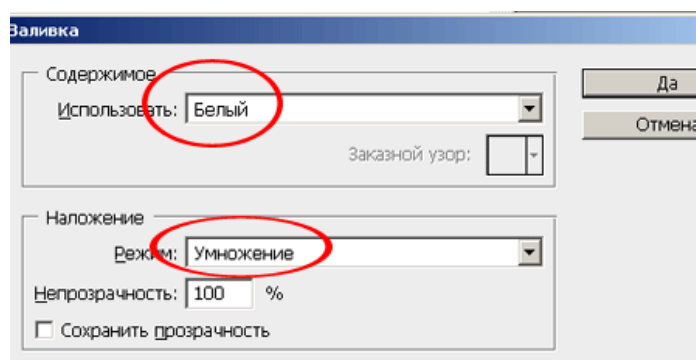 Заливка
Содержимое
Использовать: Белый
Да
Отмена
Заказной узор:
Наложение
Режим: Умножение
Непрозрачность: 100 %
Сохранить прозрачность